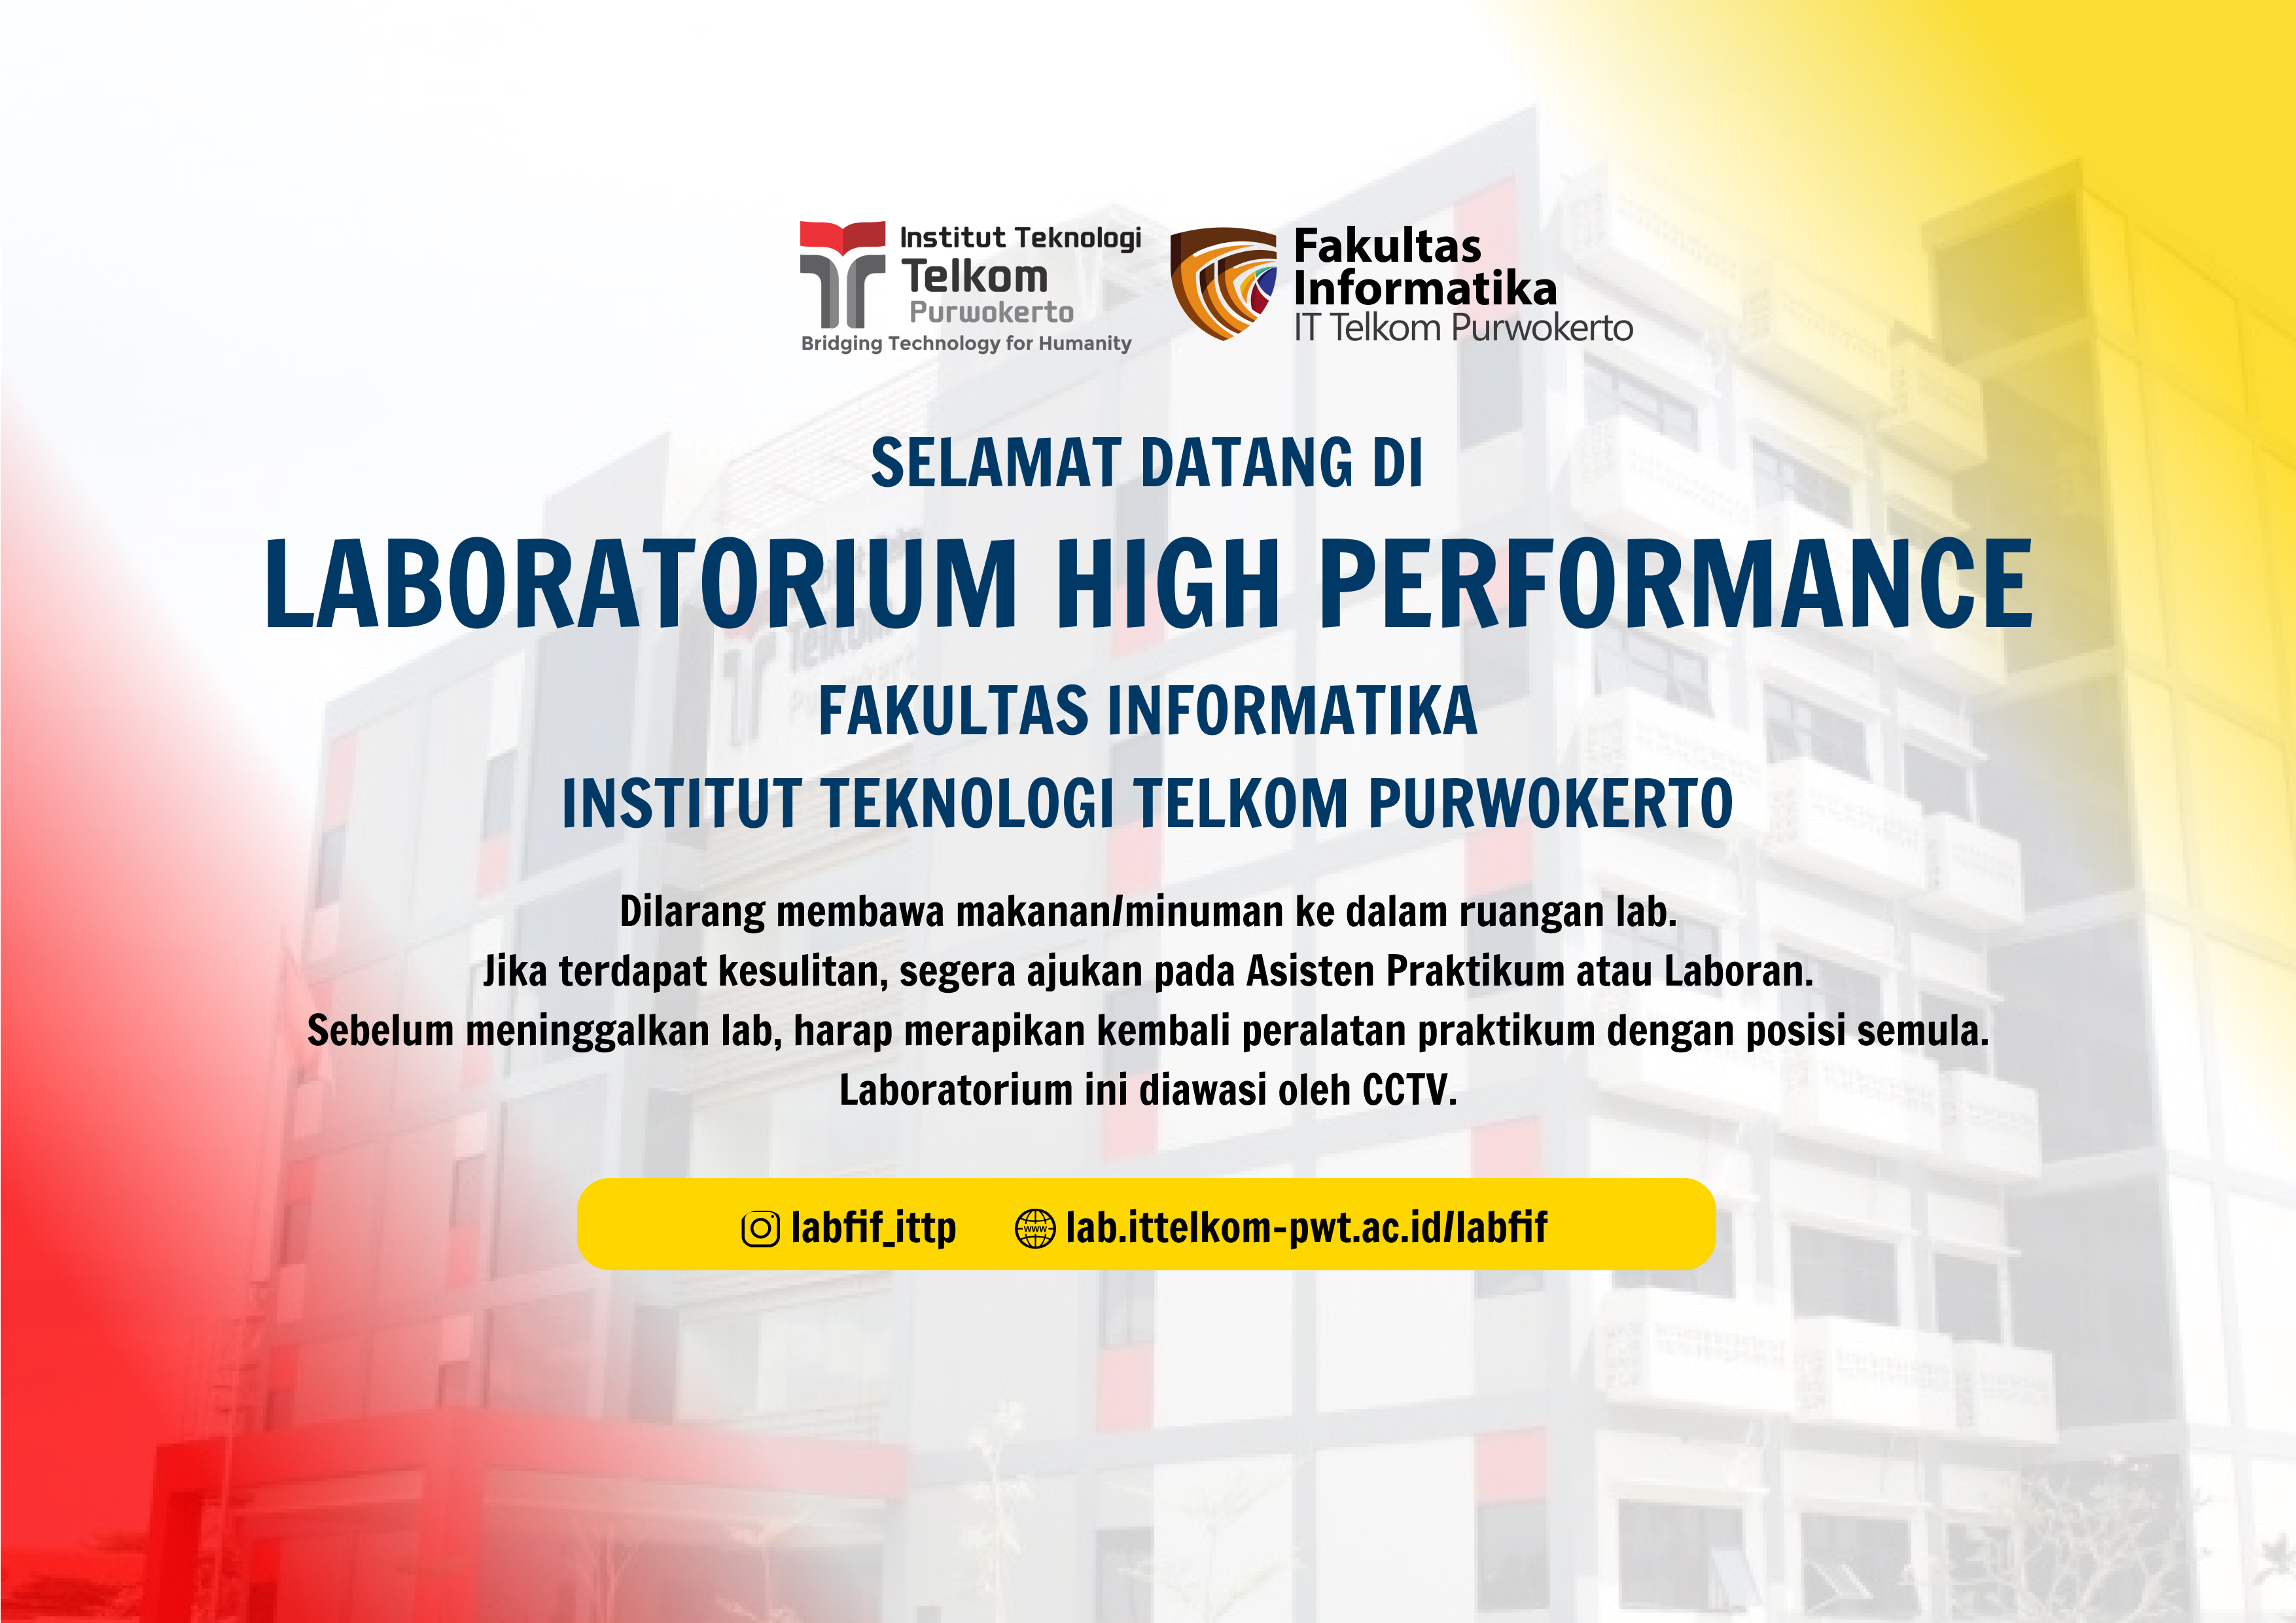 Institut Teknologi
Telkom
Purwokerto
Bridging Technology for Humanity
Fakultas
Informatika
IT Telkom Purwokerto
SELAMAT DATANG DI
LABORATORIUM HIGH PERFORMANCE
FAKULTAS INFORMATIKA
INSTITUT TEKNOLOGI TELKOM PURWOKERTO
Dilarang membawa makanan/minuman ke dalam ruangan lab.
Jika terdapat kesulitan, segera ajukan pada Asisten Praktikum atau Laboran.
Sebelum meninggalkan lab, harap merapikan kembali peralatan praktikum dengan posisi semula.
Laboratorium ini diawasi oleh CCTV.
labfif_ittp www lab.ittelkom-pwt.ac.id/labfif